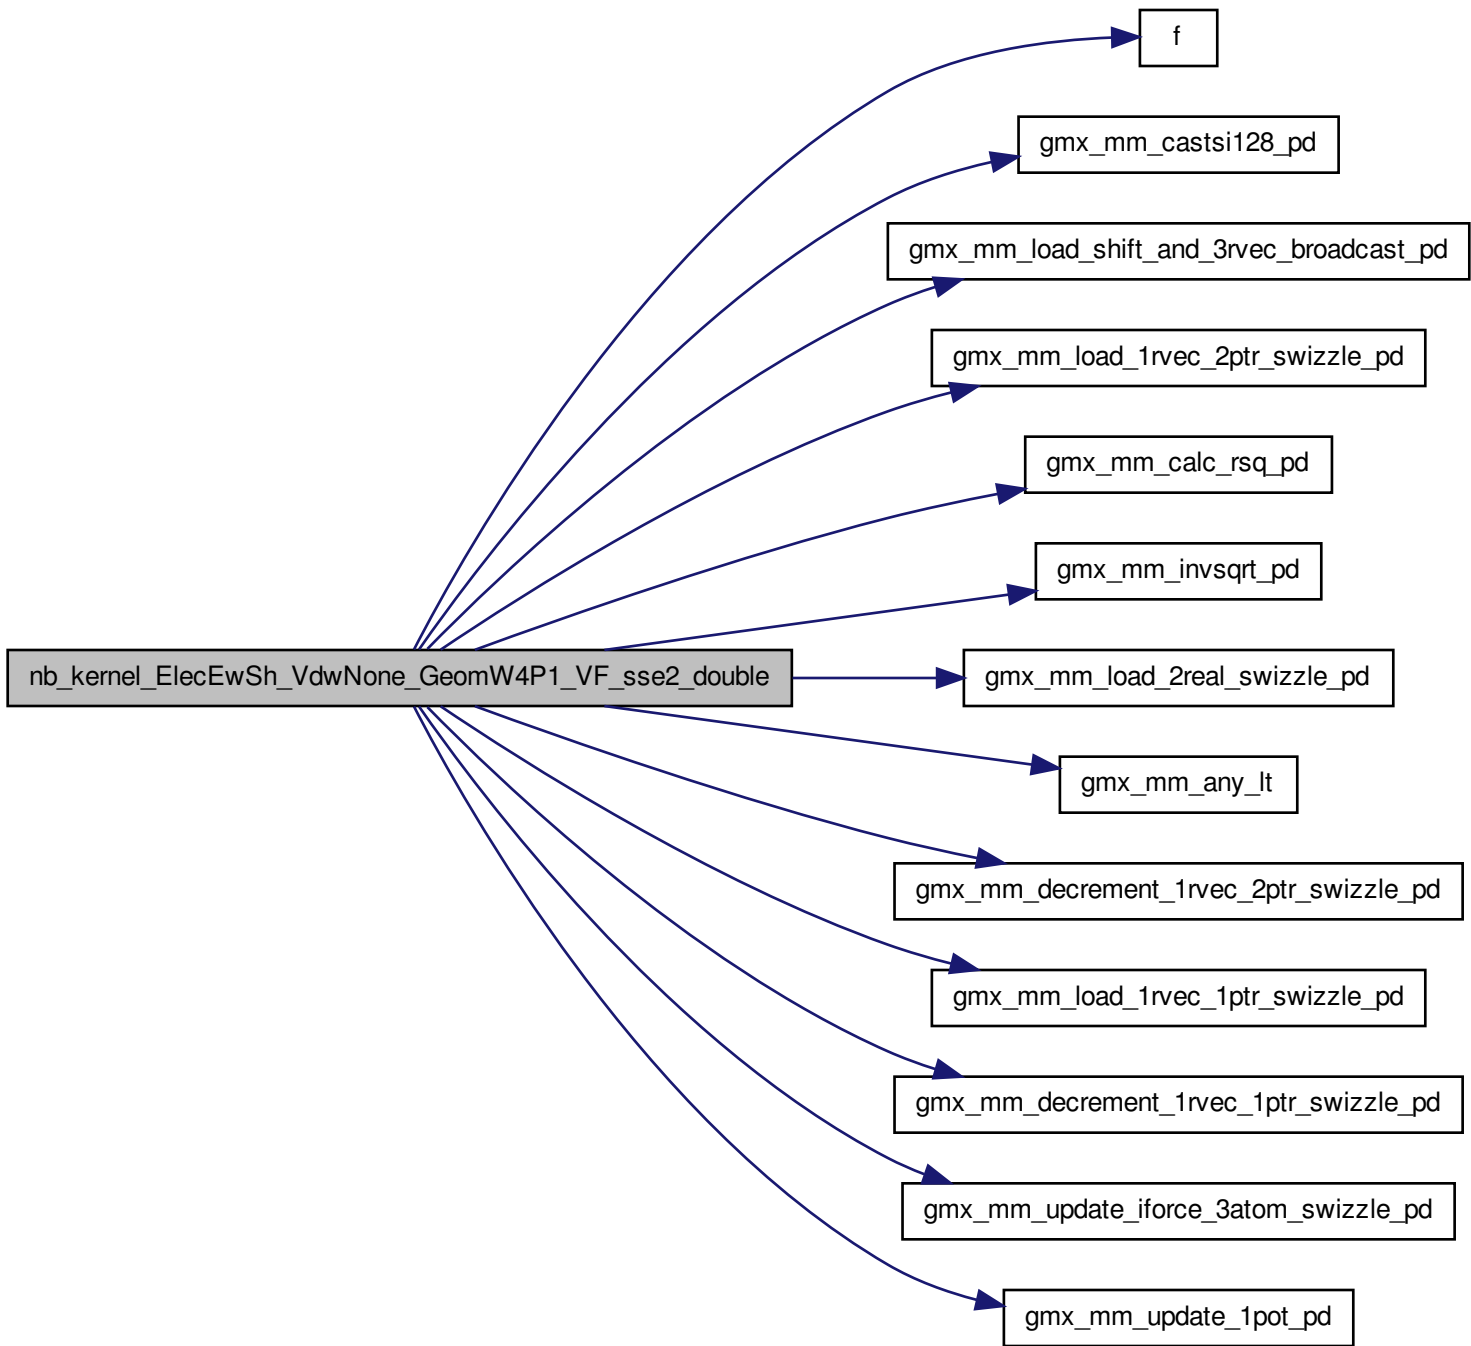 f
gmx_mm_castsi128_pd
gmx_mm_load_shift_and_3rvec_broadcast_pd
gmx_mm_load_1rvec_2ptr_swizzle_pd
gmx_mm_calc_rsq_pd
gmx_mm_invsqrt_pd
nb_kernel_ElecEwSh_VdwNone_GeomW4P1_VF_sse2_double
gmx_mm_load_2real_swizzle_pd
gmx_mm_any_lt
gmx_mm_decrement_1rvec_2ptr_swizzle_pd
gmx_mm_load_1rvec_1ptr_swizzle_pd
gmx_mm_decrement_1rvec_1ptr_swizzle_pd
gmx_mm_update_iforce_3atom_swizzle_pd
gmx_mm_update_1pot_pd